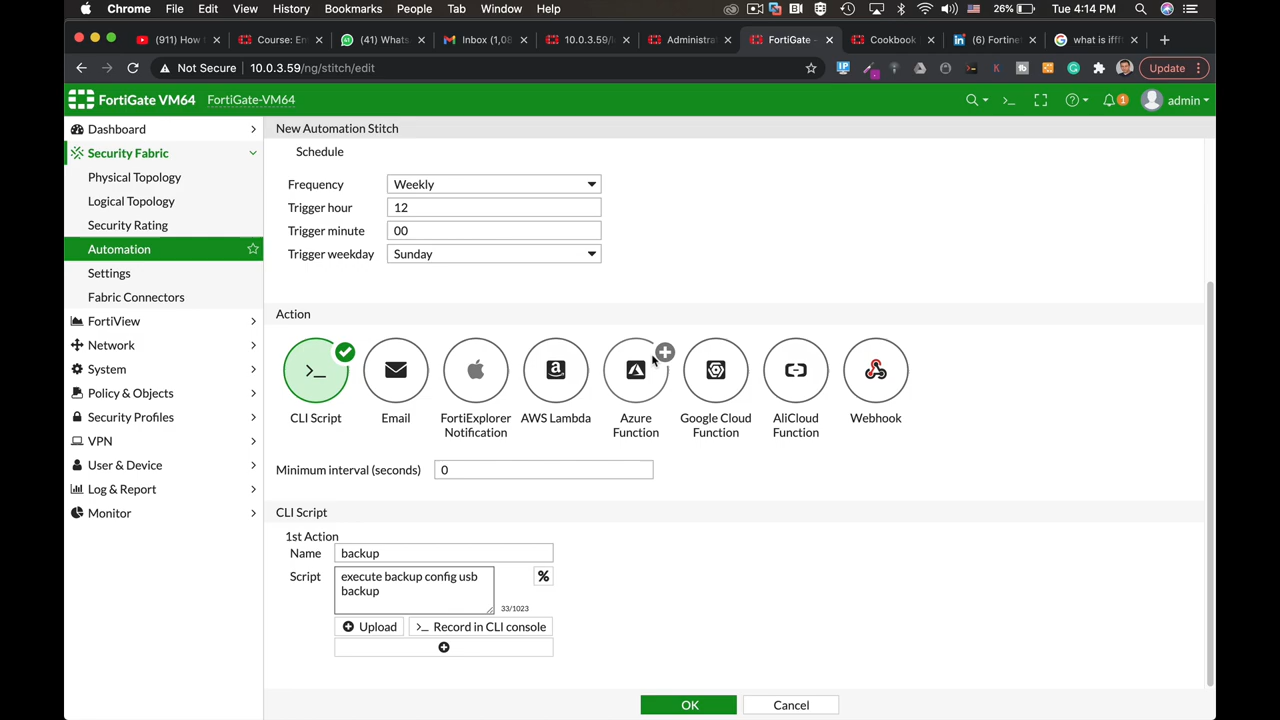 Chrome File Edit View History Bookmarks People Tab Window Help 26% Tue 4:14 PM
(911) How Course: En (41) Whats Inbox (1,08 10.0.3.59/ Administra FortiGate - Cookbook (6) Fortine what is iff
Not Secure 10.0.3.59/ng/stitch/edit Update
FortiGate VM64 FortiGate-VM64 1 admin
Dashboard
Security Fabric
Physical Topology
Logical Topology
Security Rating
Automation
Settings
Fabric Connectors
FortiView
Network
System
Policy & Objects
Security Profiles
VPN
User & Device
Log & Report
Monitor
New Automation Stitch
Schedule
Frequency Weekly
Trigger hour 12
Trigger minute 00
Trigger weekday Sunday
Action
CLI Script
Email
FortiExplorer
Notification
AWS Lambda
Azure
Function
Google Cloud
Function
AliCloud
Function
Webhook
Minimum interval (seconds) 0
CLI Script
1st Action
Name backup
Script execute backup config usb
backup
%
33/1023
Upload >_ Record in CLI console
OK Cancel